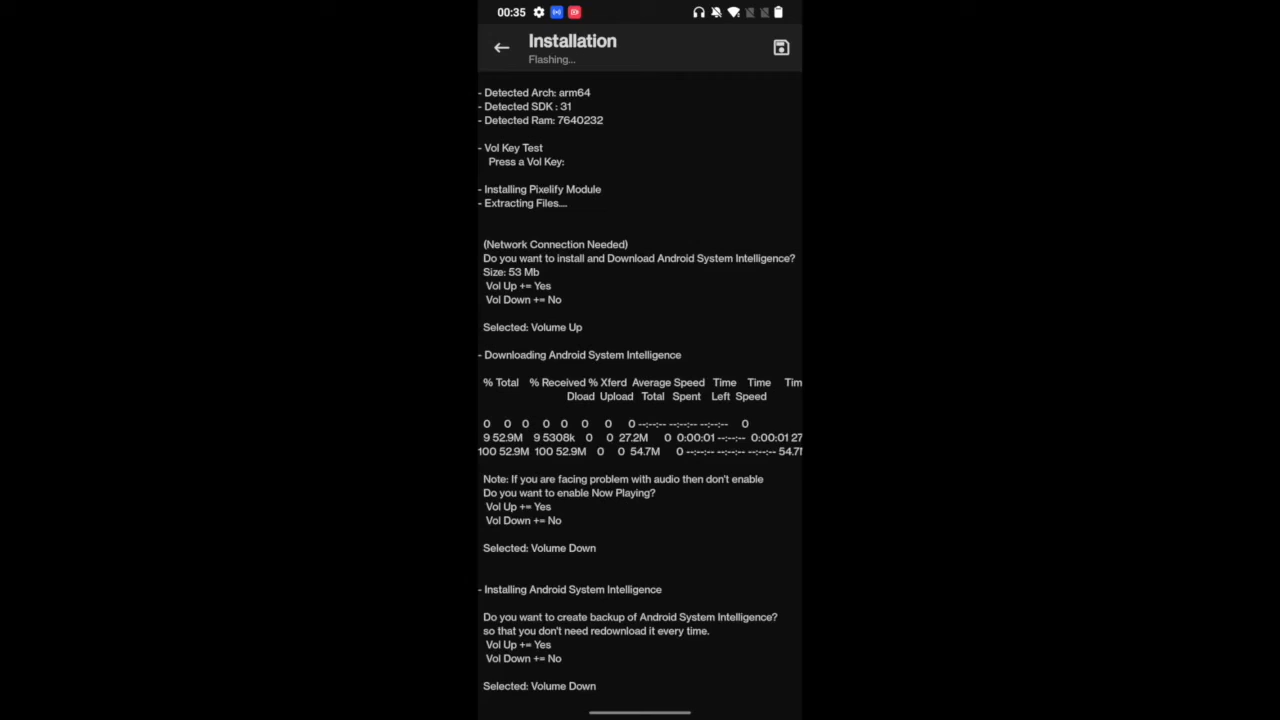 00:35
Installation
Flashing...
- Detected Arch: arm64
- Detected SDK : 31
- Detected Ram: 7640232
- Vol Key Test
Press a Vol Key:
- Installing Pixelify Module
- Extracting Files....
(Network Connection Needed)
Do you want to install and Download Android System Intelligence?
Size: 53 Mb
Vol Up += Yes
Vol Down += No
Selected: Volume Up
- Downloading Android System Intelligence
% Total % Received % Xferd Average Speed Time Time Tim
Dload Upload Total Spent Left Speed
0 0 0 0 0 0 0 0 --:--:-- --:--:-- --:--:-- 0
9 52.9M 9 5308k 0 0 27.2M 0 0:00:01 --:--:-- 0:00:01 27
100 52.9M 100 52.9M 0 0 54.7M 0 --:--:-- --:--:-- --:--:-- 54.7
Note: If you are facing problem with audio then don't enable
Do you want to enable Now Playing?
Vol Up += Yes
Vol Down += No
Selected: Volume Down
- Installing Android System Intelligence
Do you want to create backup of Android System Intelligence?
so that you don't need redownload it every time.
Vol Up += Yes
Vol Down += No
Selected: Volume Down